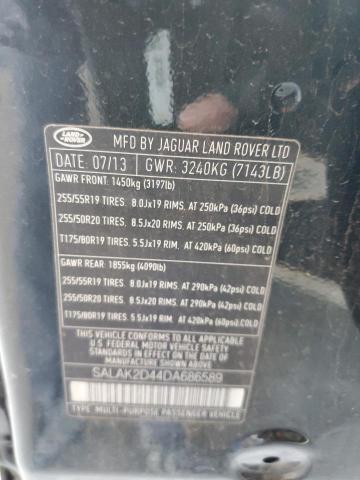 LAND ROVER
MFD BY JAGUAR LAND ROVER LTD
DATE: 07/13 GWR: 3240KG (7143LB)
GAWR FRONT: 1450kg (3197lb)
255/55R19 TIRES. 8.0Jx19 RIMS. AT 250kPa (36psi) COLD
255/50R20 TIRES. 8.5Jx20 RIMS. AT 250kPa (36psi) COLD
T175/80R19 TIRES. 5.5Jx19 RIM. AT 420kPa (60psi) COLD
GAWR REAR: 1855kg (4090lb)
255/55R19 TIRES. 8.0Jx19 RIMS. AT 290kPa (42psi) COLD
255/50R20 TIRES. 8.5Jx20 RIMS. AT 290kPa (42psi) COLD
T175/80R19 TIRES. 5.5Jx19 RIM. AT 420kPa (60psi) COLD
THIS VEHICLE CONFORMS TO ALL APPLICABLE
U.S. FEDERAL MOTOR VEHICLE SAFETY
AND THEFT PREVENTION STANDARDS IN EFFECT
ON THE DATE OF MANUFACTURE SHOWN ABOVE.
SALAK2D44DA686589
TYPE: MULTI-PURPOSE PASSENGER VEHICLE